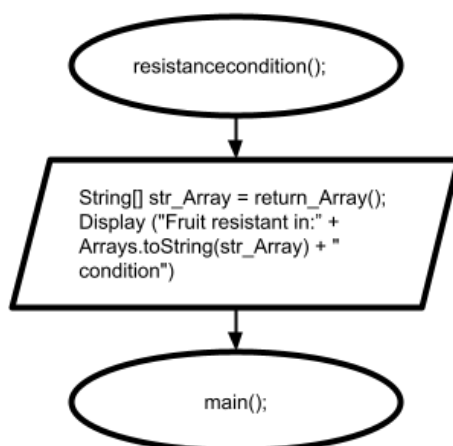 resistancecondition();
String[] str_Array = return_Array();
Display ("Fruit resistant in:" +
Arrays.toString(str_Array) + "
condition")
main();